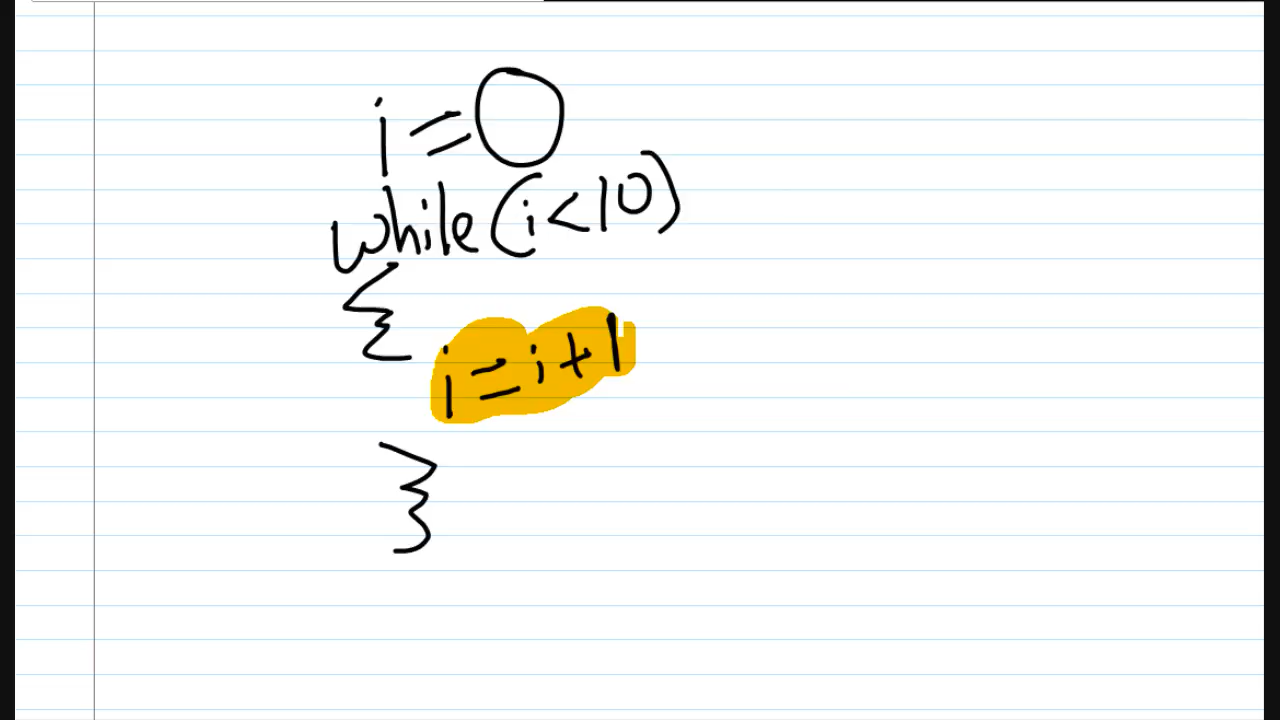 i=0
while(i<10)
{
i=i+1
}